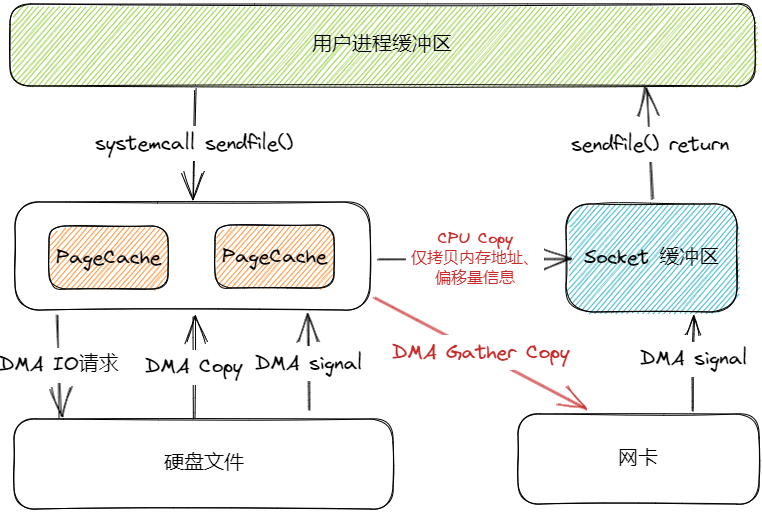 用户进程缓冲区
systemcall sendfile()
sendfile() return
PageCache
PageCache
CPU Copy
仅拷贝内存地址、
偏移量信息
Socket 缓冲区
DMA IO请求
DMA Copy
DMA signal
DMA Gather Copy
DMA signal
硬盘文件
网卡